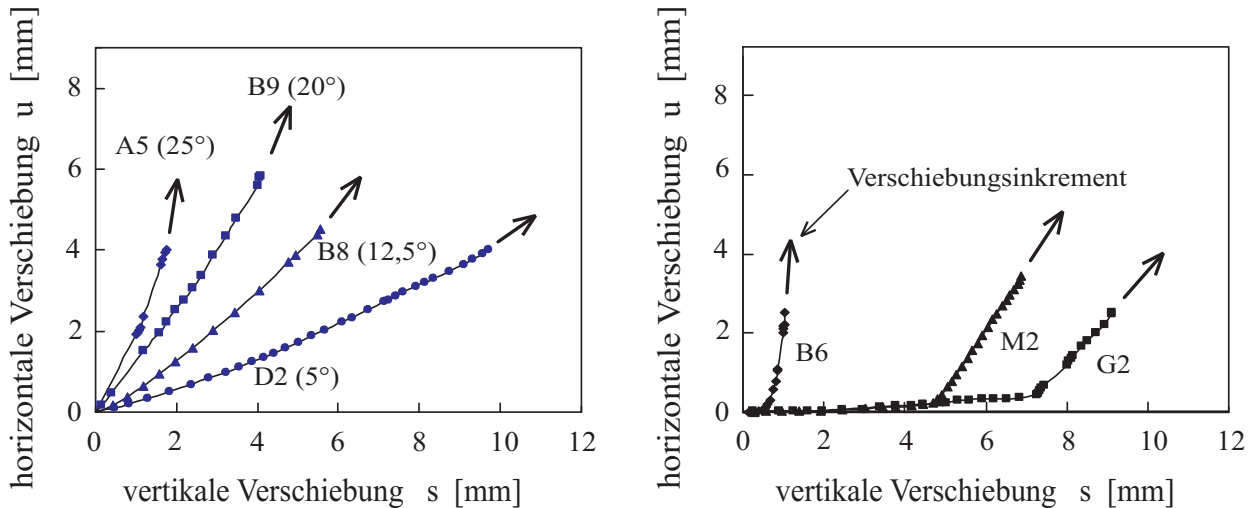 horizontale Verschiebung u [mm]
8
6
4
2
0
B9 (20°)
A5 (25°)
B8 (12,5°)
D2 (5°)
0 2 4 6 8 10 12
vertikale Verschiebung s [mm]
horizontale Verschiebung u [mm]
8
6
4
2
0
Verschiebungsinkrement
B6
M2
G2
0 2 4 6 8 10 12
vertikale Verschiebung s [mm]